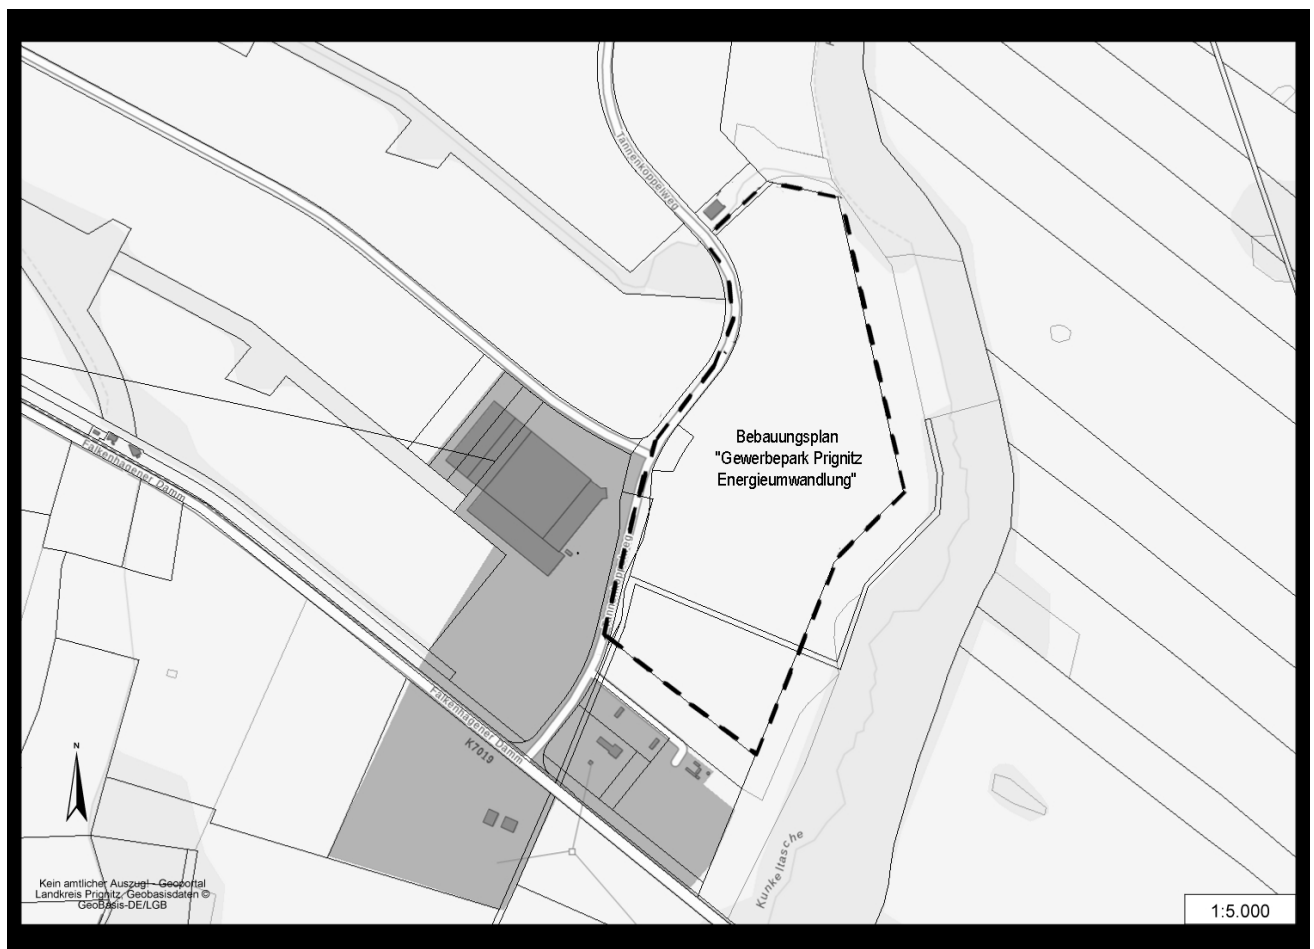 Tannenkoppelweg
Bebauungsplan
"Gewerbepark Prignitz
Energieumwandlung"
Falkenhagener Damm
Falkenhagener Damm
K7019
N
Kunkeltasche
Kein amtlicher Auszug! - Geoportal
Landkreis Prignitz, Geobasisdaten ©
GeoBasis-DE/LGB
1:5.000